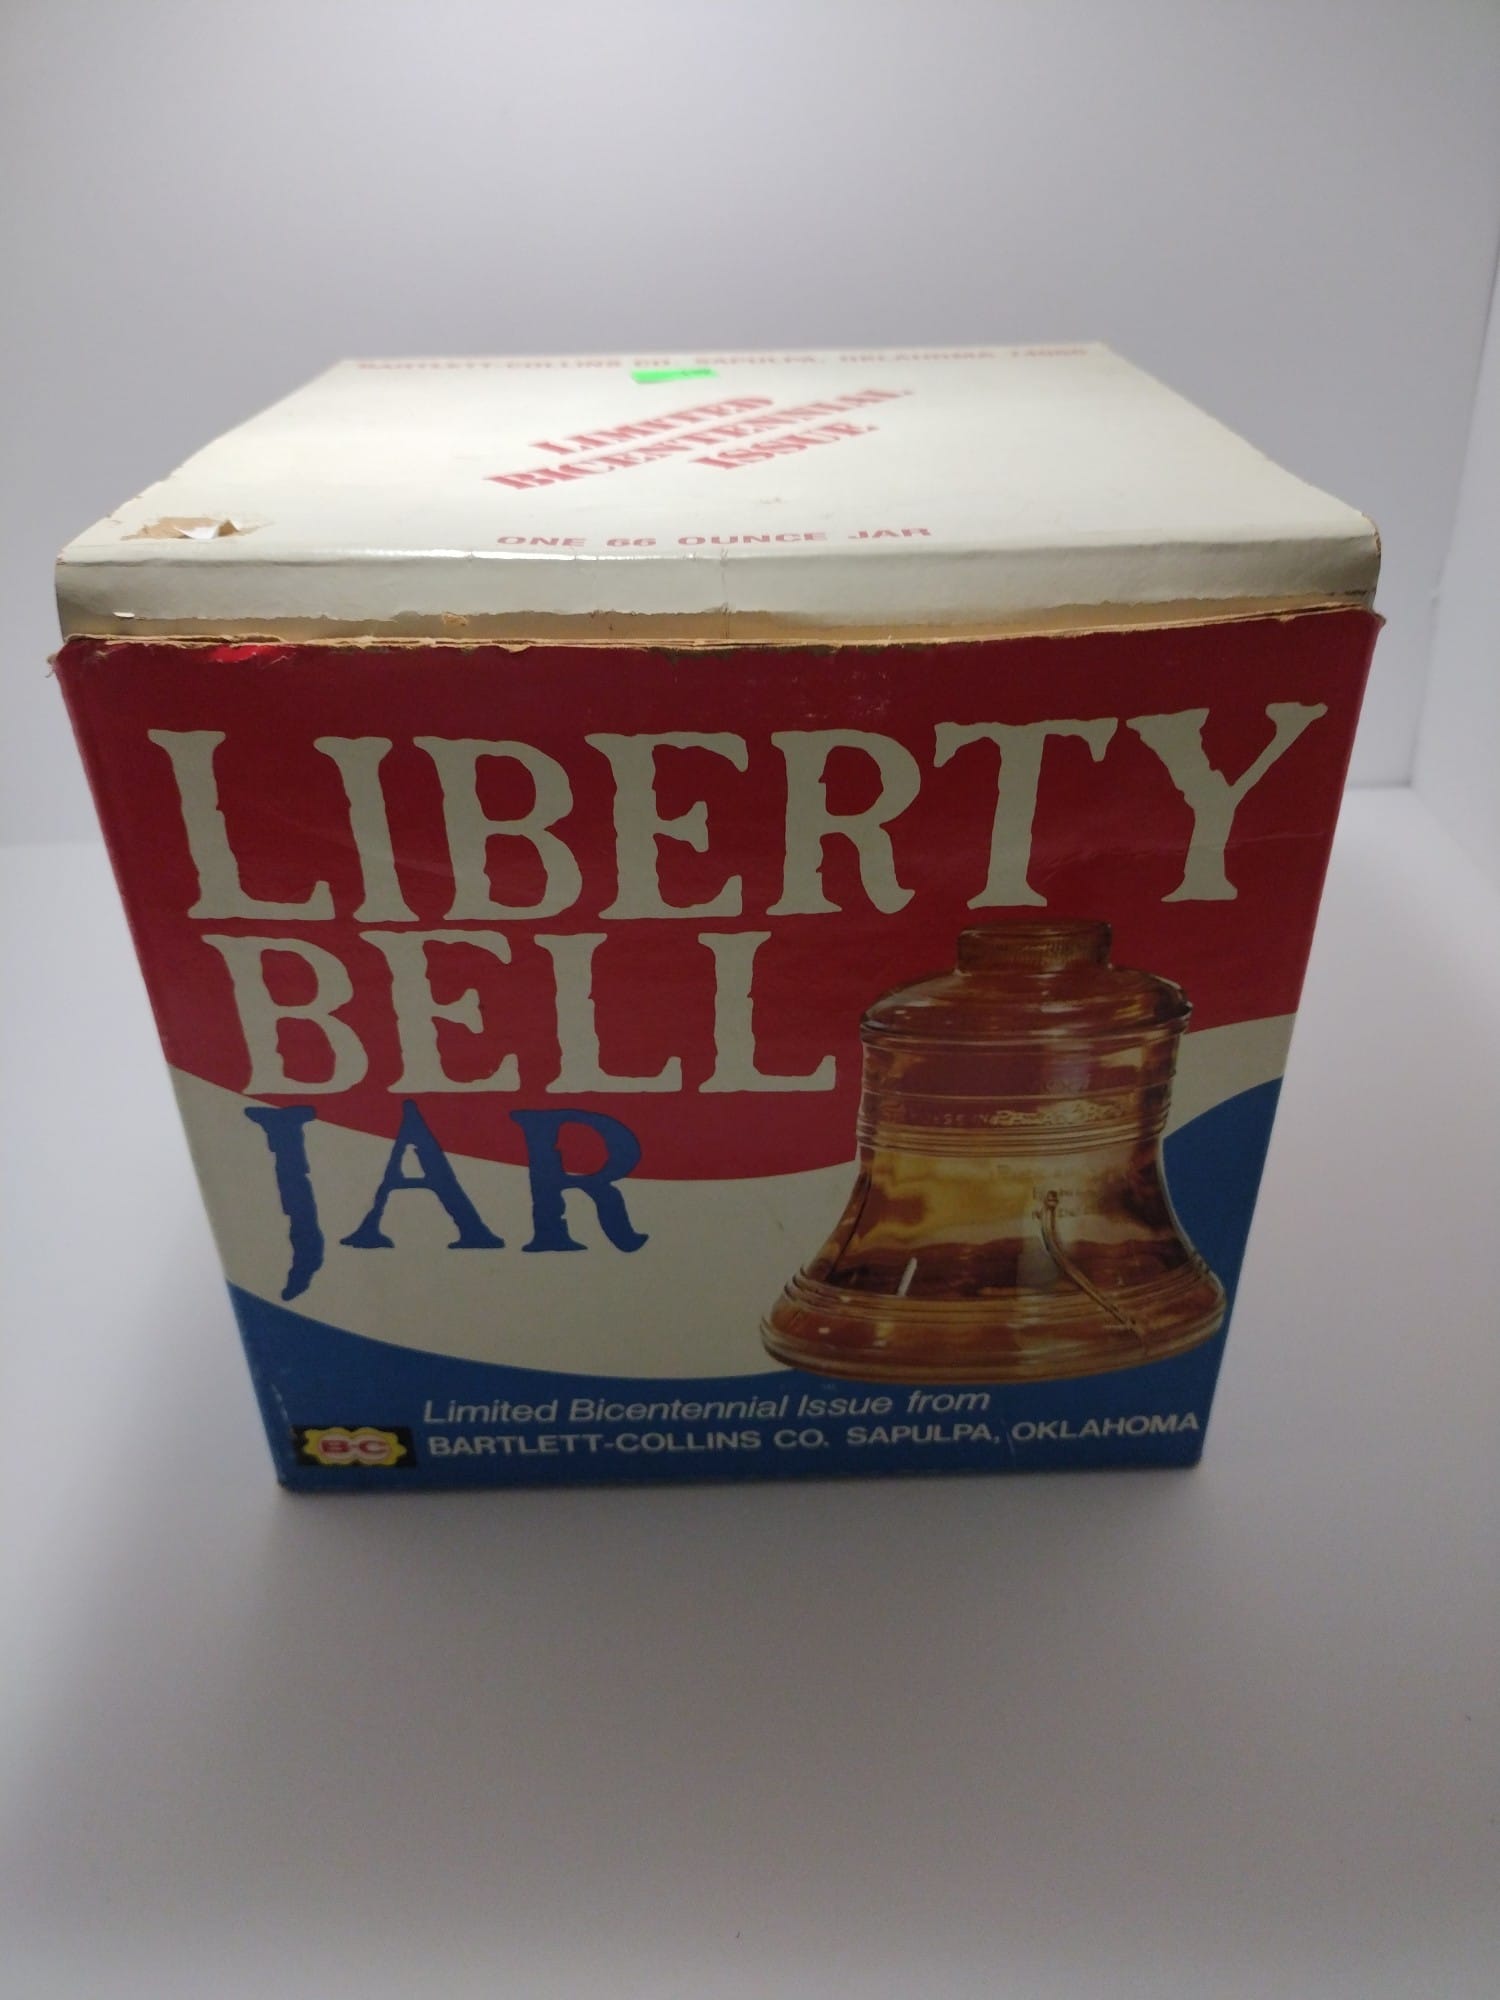 BARTLETT-COLLINS CO. SAPULPA, OKLAHOMA 74066
LIMITED
BICENTENNIAL
ISSUE.
ONE 66 OUNCE JAR
LIBERTY
BELL
JAR
Limited Bicentennial Issue from
B-C BARTLETT-COLLINS CO. SAPULPA, OKLAHOMA